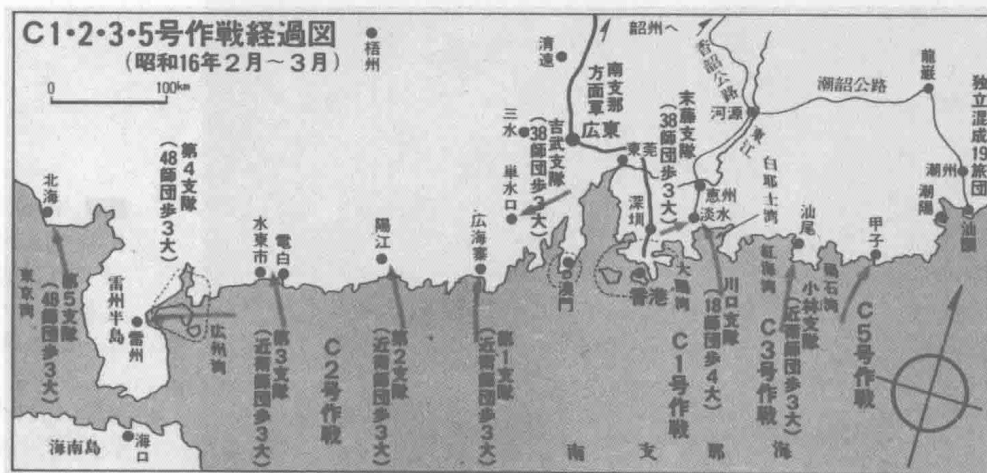 C1・2・3・5号作戦経過図
(昭和16年2月～3月)
0 100km
梧州
清遠
韶州へ
南支那
方面軍
広東
三水
単水口
吉武支隊
(38師団歩3大)
東莞
深圳
末藤支隊
(38師団歩3大)
香韶公路
河源
東江
恵州
淡水
白耶士湾
潮韶公路
龍巌
独立混成19旅団
潮州
潮陽
汕頭
汕尾
甲子
紅海湾
碣石湾
北海
第4支隊
(48師団歩3大)
水東市
電白
陽江
広海寨
澳門
香港
大鵬湾
川口支隊
(18師団歩4大)
小林支隊
(近衛師団歩3大)
C1号作戦
C3号作戦
C5号作戦
東京湾
第5支隊
(48師団歩3大)
雷州半島
雷州
広州湾
第3支隊
(近衛師団歩3大)
C2号作戦
第2支隊
(近衛師団歩3大)
第1支隊
(近衛師団歩3大)
海南島
海口
南支那海